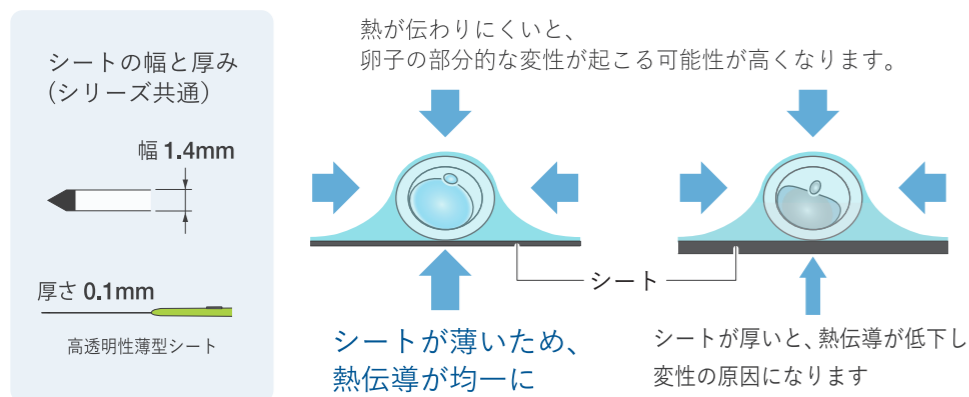 シートの幅と厚み
(シリーズ共通)
幅 1.4mm
厚さ 0.1mm
高透明性薄型シート
熱が伝わりにくいと、
卵子の部分的な変性が起こる可能性が高くなります。
シート
シートが薄いため、
熱伝導が均一に
シートが厚いと、熱伝導が低下し
変性の原因になります